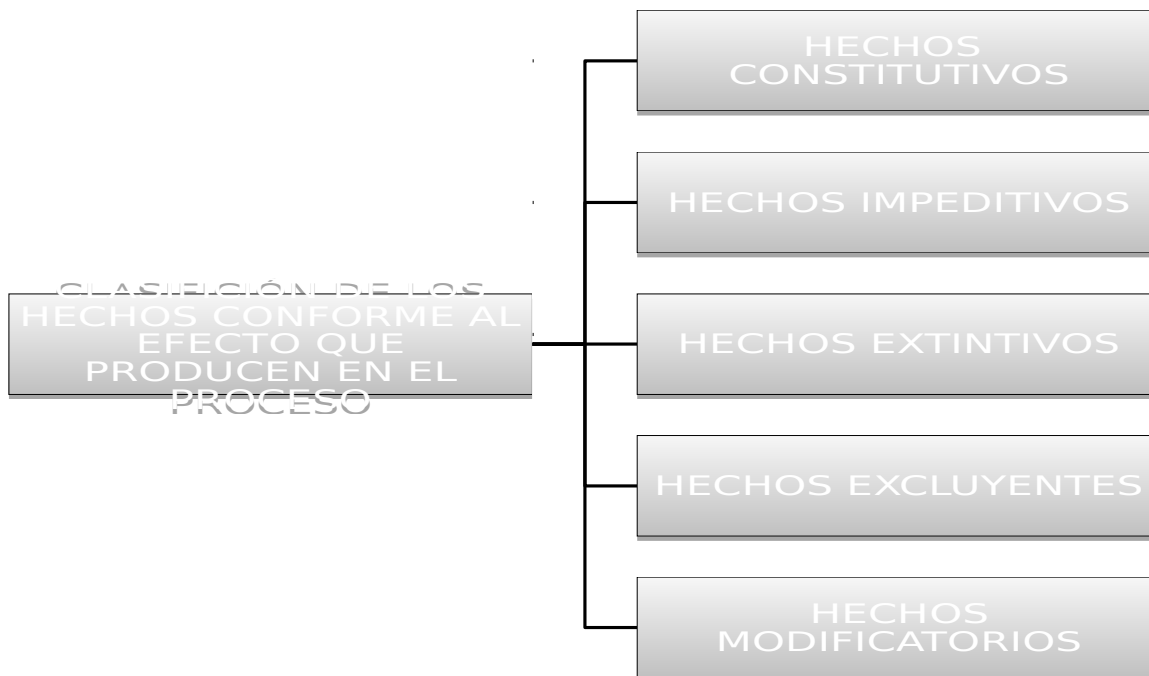 HECHOS
CONSTITUTIVOS
HECHOS IMPEDITIVOS
CLASIFICIÓN DE LOS
HECHOS CONFORME AL
EFECTO QUE
PRODUCEN EN EL
PROCESO
HECHOS EXTINTIVOS
HECHOS EXCLUYENTES
HECHOS
MODIFICATORIOS